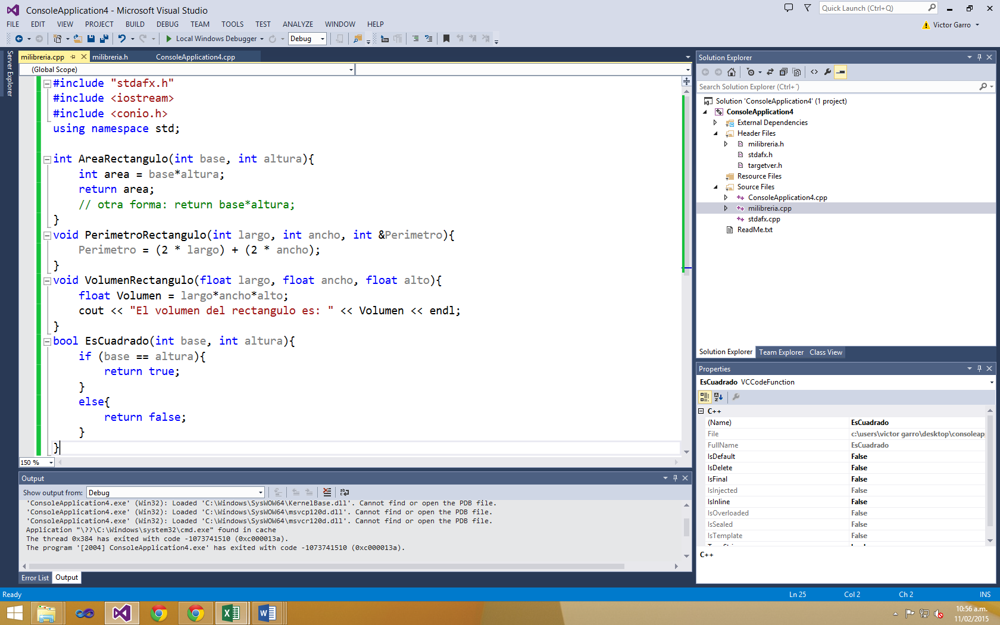 ConsoleApplication4 - Microsoft Visual Studio
Quick Launch (Ctrl+Q)
FILE EDIT VIEW PROJECT BUILD DEBUG TEAM TOOLS TEST ANALYZE WINDOW HELP
Victor Garro
Local Windows Debugger Debug
Server Explorer
milibreria.cpp milibreria.h ConsoleApplication4.cpp
(Global Scope)
#include "stdafx.h"
#include <iostream>
#include <conio.h>
using namespace std;
int AreaRectangulo(int base, int altura){
int area = base*altura;
return area;
// otra forma: return base*altura;
}
void PerimetroRectangulo(int largo, int ancho, int &Perimetro){
Perimetro = (2 * largo) + (2 * ancho);
}
void VolumenRectangulo(float largo, float ancho, float alto){
float Volumen = largo*ancho*alto;
cout << "El volumen del rectangulo es: " << Volumen << endl;
}
bool EsCuadrado(int base, int altura){
if (base == altura){
return true;
}
else{
return false;
}
}
150 %
Output
Show output from: Debug
'ConsoleApplication4.exe' (Win32): Loaded 'C:\Windows\SysWOW64\KernelBase.dll'. Cannot find or open the PDB file.
'ConsoleApplication4.exe' (Win32): Loaded 'C:\Windows\SysWOW64\msvcp120d.dll'. Cannot find or open the PDB file.
'ConsoleApplication4.exe' (Win32): Loaded 'C:\Windows\SysWOW64\msvcr120d.dll'. Cannot find or open the PDB file.
Application "\??\C:\Windows\system32\cmd.exe" found in cache
The thread 0x384 has exited with code -1073741510 (0xc000013a).
The program '[2004] ConsoleApplication4.exe' has exited with code -1073741510 (0xc000013a).
Error List Output
Solution Explorer
Search Solution Explorer (Ctrl+´)
Solution 'ConsoleApplication4' (1 project)
ConsoleApplication4
External Dependencies
Header Files
milibreria.h
stdafx.h
targetver.h
Resource Files
Source Files
ConsoleApplication4.cpp
milibreria.cpp
stdafx.cpp
ReadMe.txt
Solution Explorer Team Explorer Class View
Properties
EsCuadrado VCCodeFunction
C++
(Name) EsCuadrado
File c:\users\victor garro\desktop\consoleap
FullName EsCuadrado
IsDefault False
IsDelete False
IsFinal False
IsInjected False
IsInline False
IsOverloaded False
IsSealed False
IsTemplate False
C++
Ready Ln 25 Col 2 Ch 2 INS
10:56 a.m.
11/02/2015